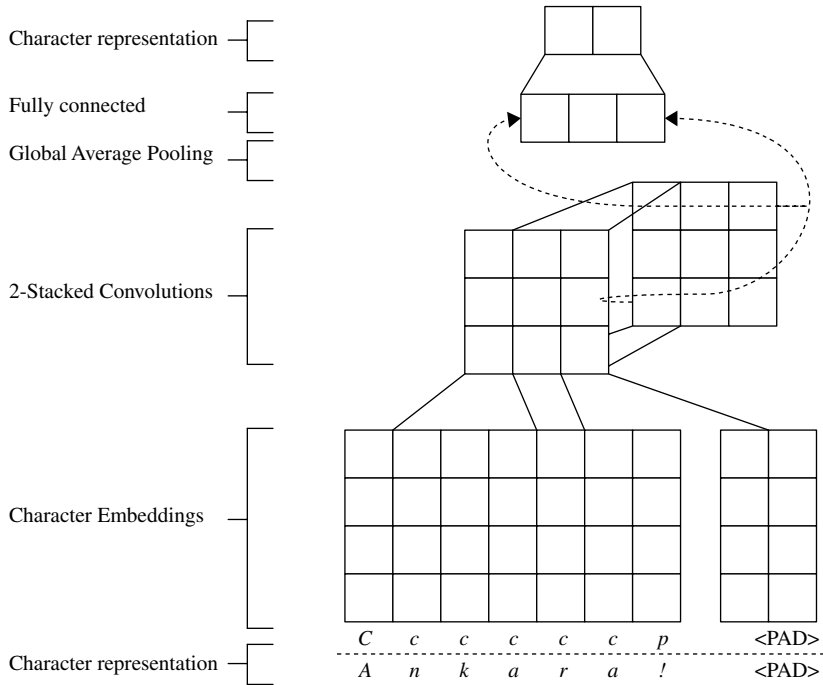 Character representation
Fully connected
Global Average Pooling
2-Stacked Convolutions
Character Embeddings
C c c c c c p <PAD>
Character representation
A n k a r a ! <PAD>